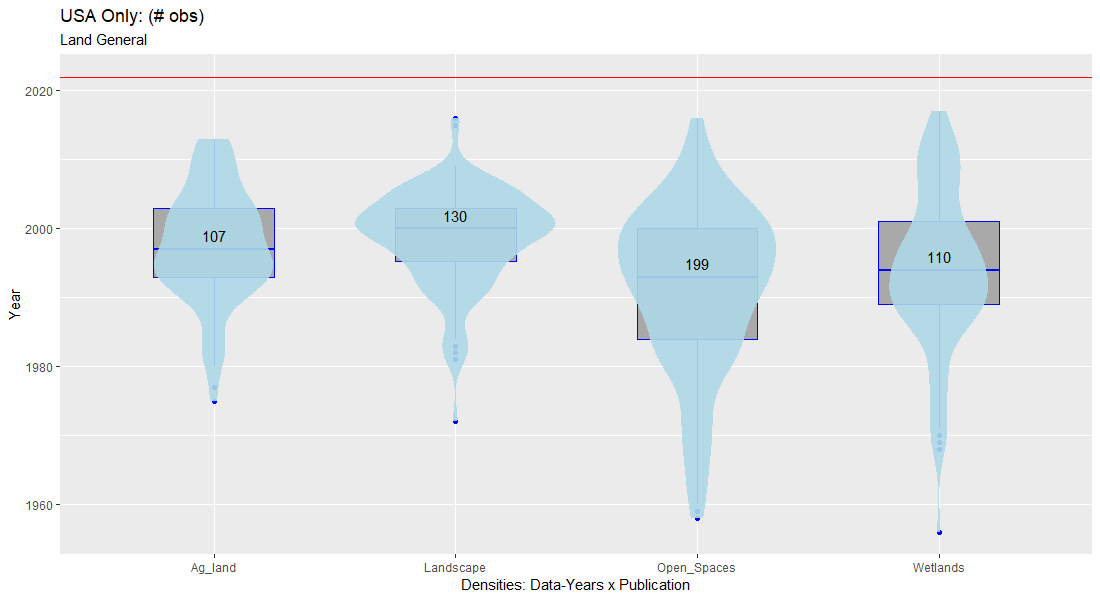 USA Only: (# obs)
Land General
2020
2000
1980
1960
Year
107
130
199
110
Ag_land
Landscape
Open_Spaces
Wetlands
Densities: Data-Years x Publication